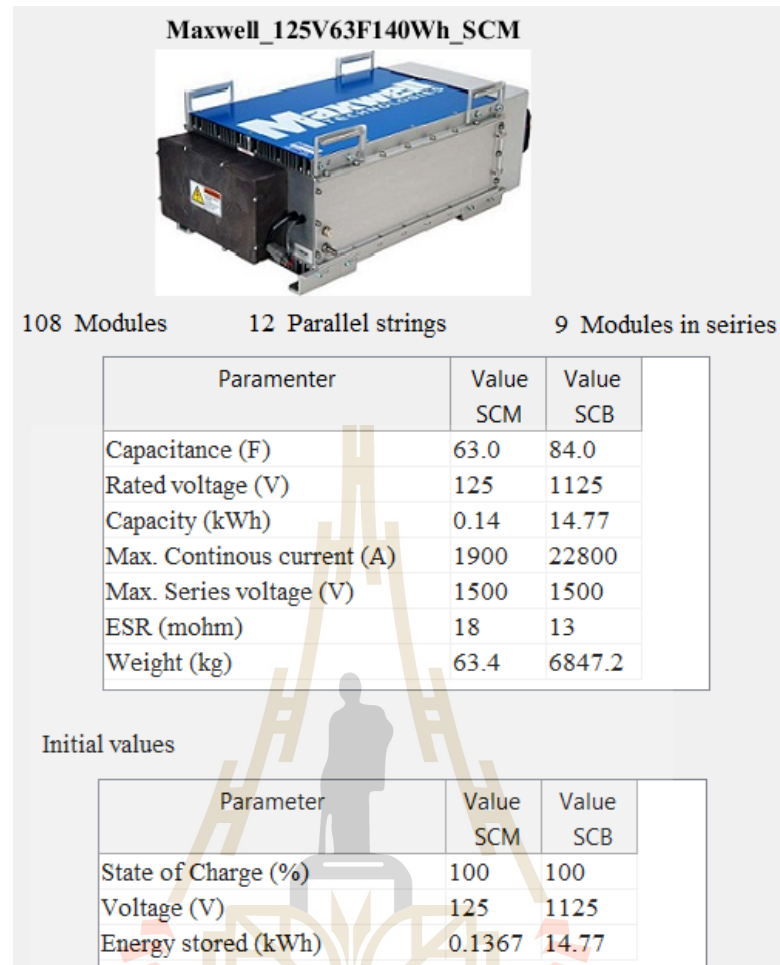 Maxwell_125V63F140Wh_SCM
Maxwell
TECHNOLOGIES
108 Modules 12 Parallel strings 9 Modules in seiries
Paramenter Value SCM Value SCB
Capacitance (F) 63.0 84.0
Rated voltage (V) 125 1125
Capacity (kWh) 0.14 14.77
Max. Continous current (A) 1900 22800
Max. Series voltage (V) 1500 1500
ESR (mohm) 18 13
Weight (kg) 63.4 6847.2
Initial values
Parameter Value SCM Value SCB
State of Charge (%) 100 100
Voltage (V) 125 1125
Energy stored (kWh) 0.1367 14.77